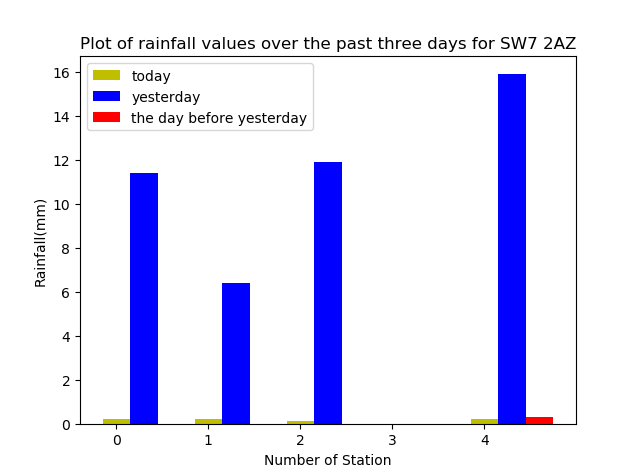 Plot of rainfall values over the past three days for SW7 2AZ
today
yesterday
the day before yesterday
16
14
12
10
8
6
4
2
0
Rainfall(mm)
0 1 2 3 4
Number of Station